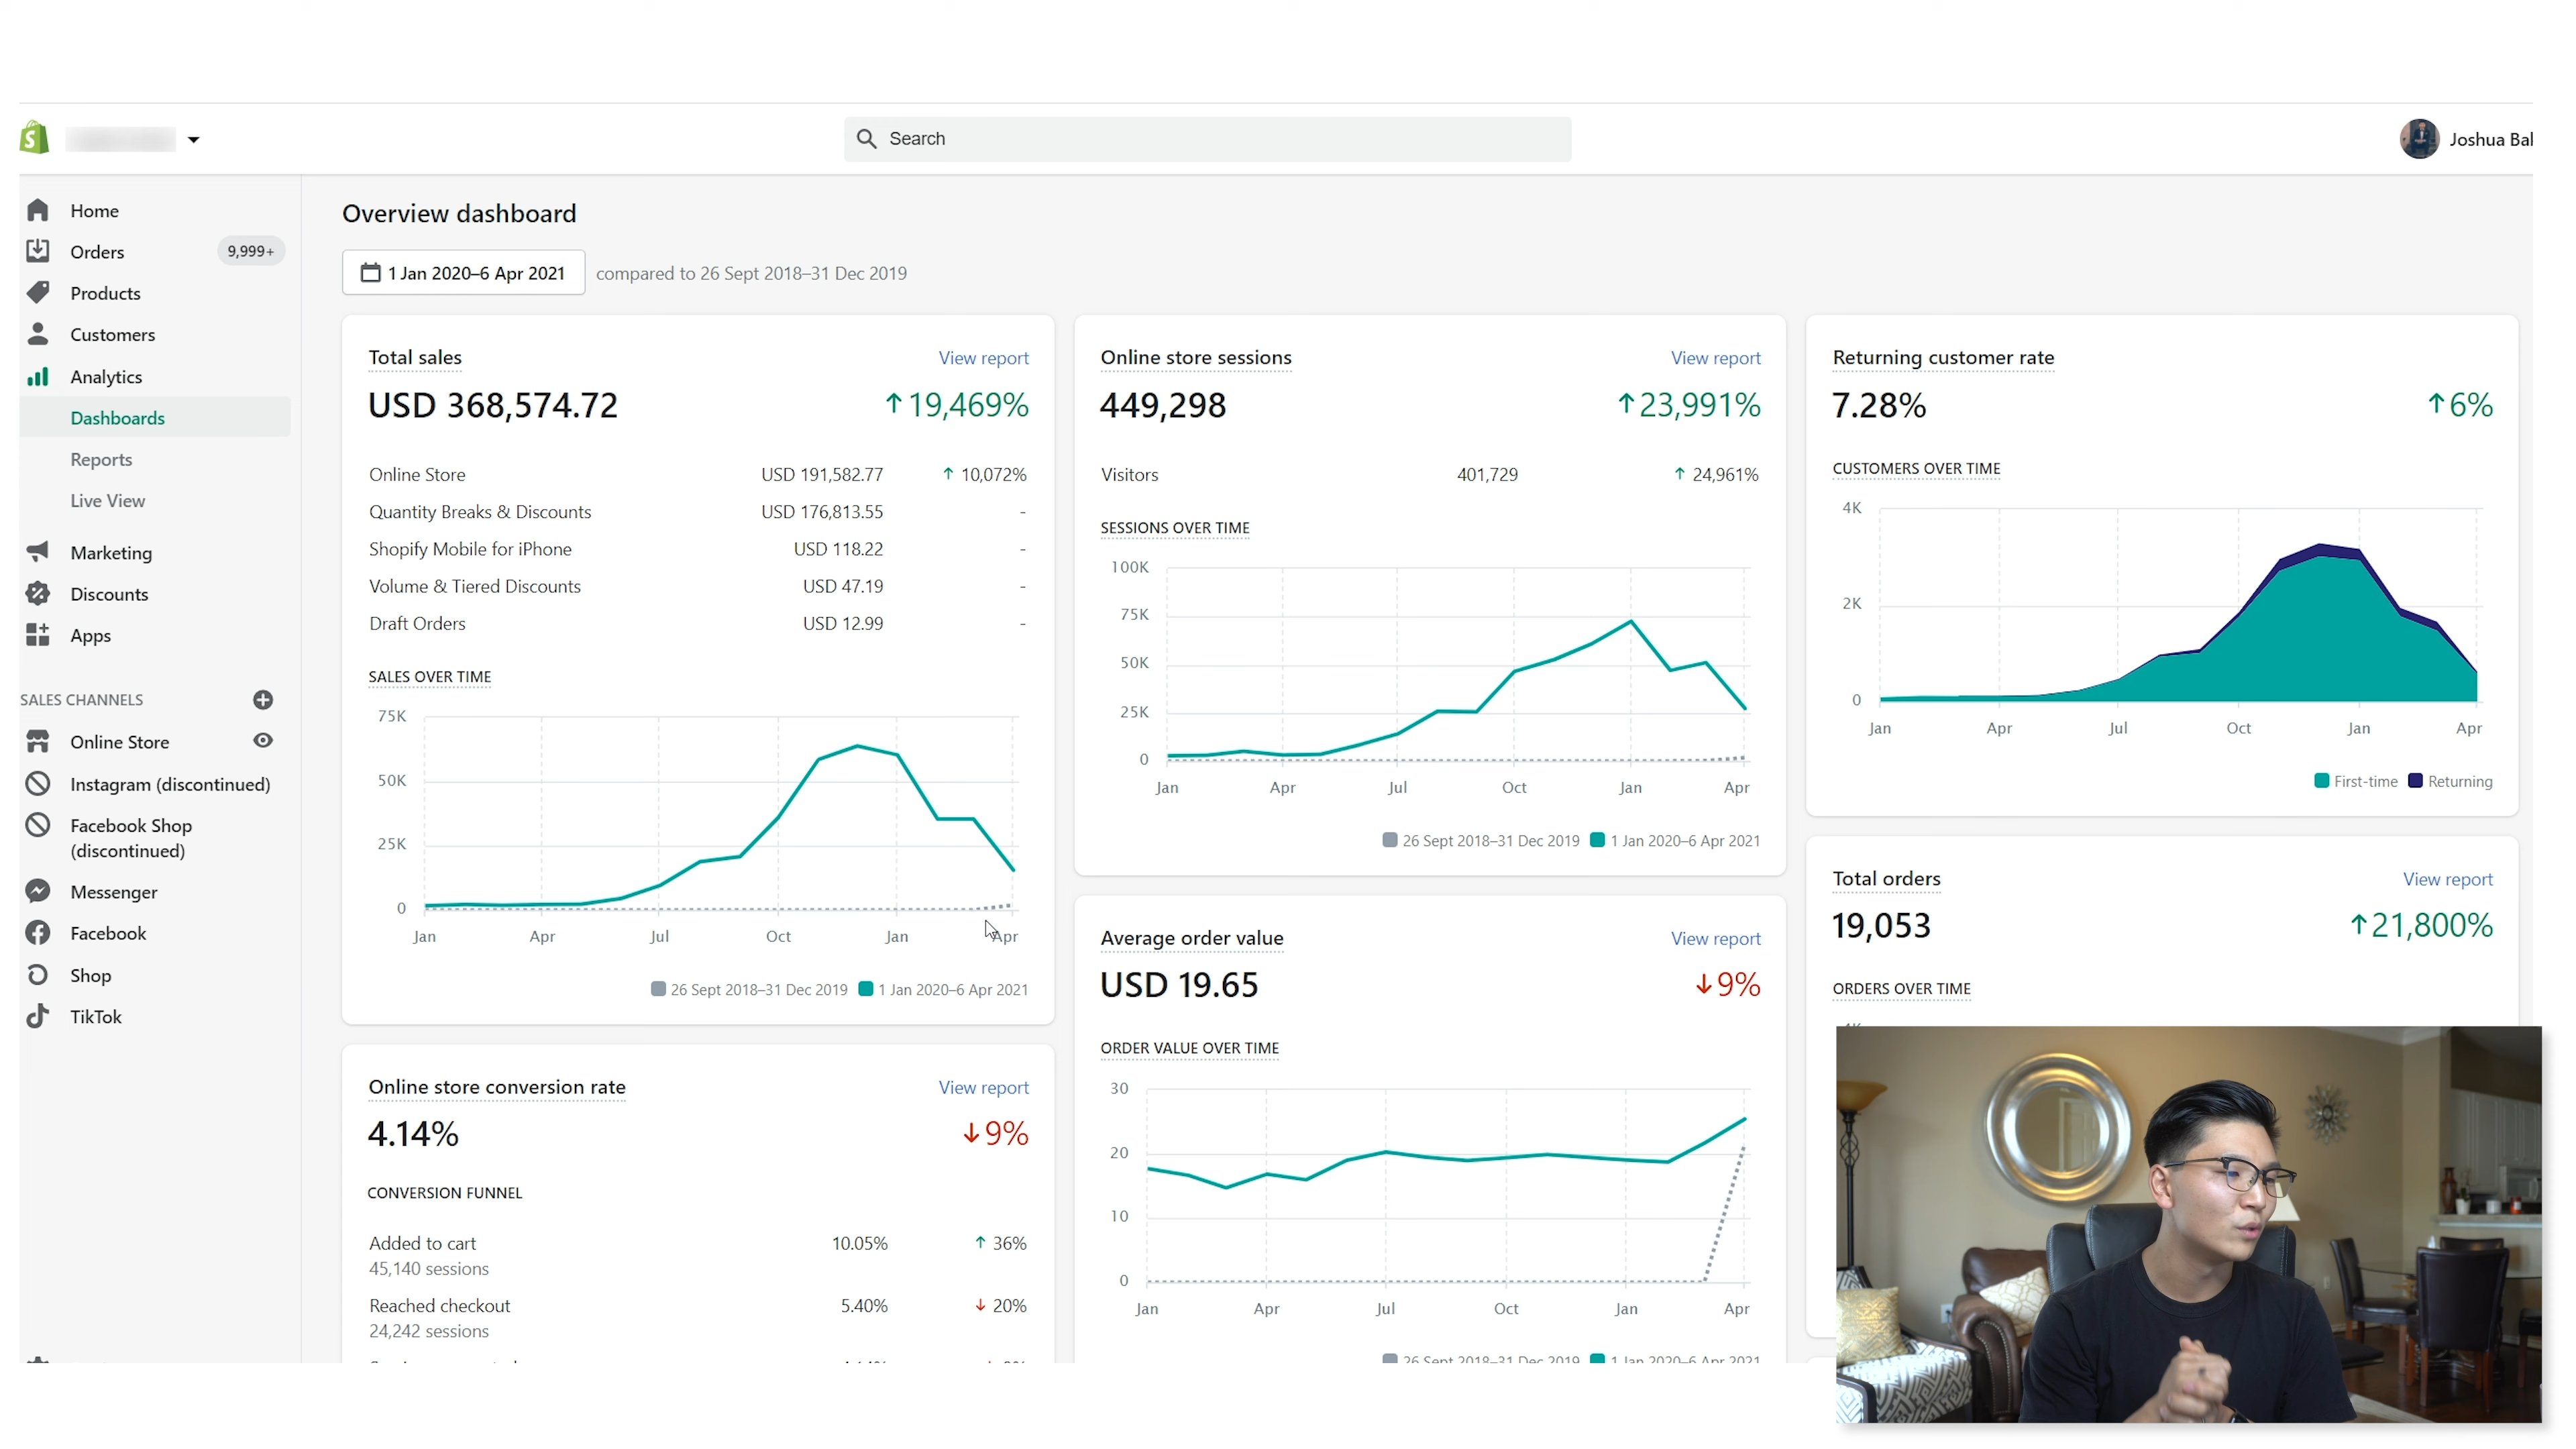 Search
Joshua Bal
Home
Orders 9,999+
Products
Customers
Analytics
Dashboards
Reports
Live View
Marketing
Discounts
Apps
SALES CHANNELS
Online Store
Instagram (discontinued)
Facebook Shop
(discontinued)
Messenger
Facebook
Shop
TikTok
Overview dashboard
1 Jan 2020–6 Apr 2021 compared to 26 Sept 2018–31 Dec 2019
Total sales View report
USD 368,574.72 ↑19,469%
Online Store USD 191,582.77 ↑ 10,072%
Quantity Breaks & Discounts USD 176,813.55 -
Shopify Mobile for iPhone USD 118.22 -
Volume & Tiered Discounts USD 47.19 -
Draft Orders USD 12.99 -
SALES OVER TIME
75K
50K
25K
0
Jan Apr Jul Oct Jan Apr
26 Sept 2018–31 Dec 2019 1 Jan 2020–6 Apr 2021
Online store conversion rate View report
4.14% ↓9%
CONVERSION FUNNEL
Added to cart 10.05% ↑ 36%
45,140 sessions
Reached checkout 5.40% ↓ 20%
24,242 sessions
Online store sessions View report
449,298 ↑23,991%
Visitors 401,729 ↑ 24,961%
SESSIONS OVER TIME
100K
75K
50K
25K
0
Jan Apr Jul Oct Jan Apr
26 Sept 2018–31 Dec 2019 1 Jan 2020–6 Apr 2021
Average order value View report
USD 19.65 ↓9%
ORDER VALUE OVER TIME
30
20
10
0
Jan Apr Jul Oct Jan Apr
26 Sept 2018–31 Dec 2019 1 Jan 2020–6 Apr 2021
Returning customer rate
7.28% ↑6%
CUSTOMERS OVER TIME
4K
2K
0
Jan Apr Jul Oct Jan Apr
First-time Returning
Total orders View report
19,053 ↑21,800%
ORDERS OVER TIME